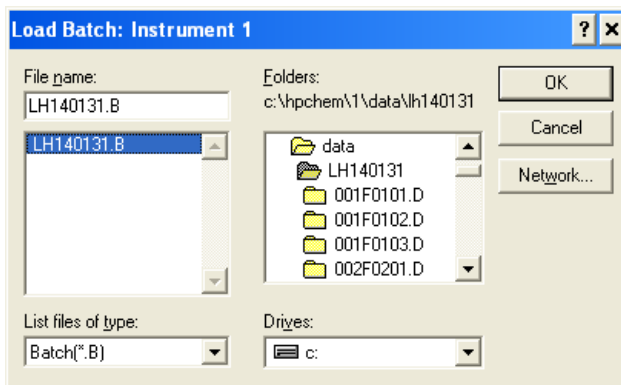 Load Batch: Instrument 1
File name:
LH140131.B
LH140131.B
List files of type:
Batch(*.B)
Folders:
c:\hpchem\1\data\lh140131
data
LH140131
001F0101.D
001F0102.D
001F0103.D
002F0201.D
Drives:
c:
OK
Cancel
Network...